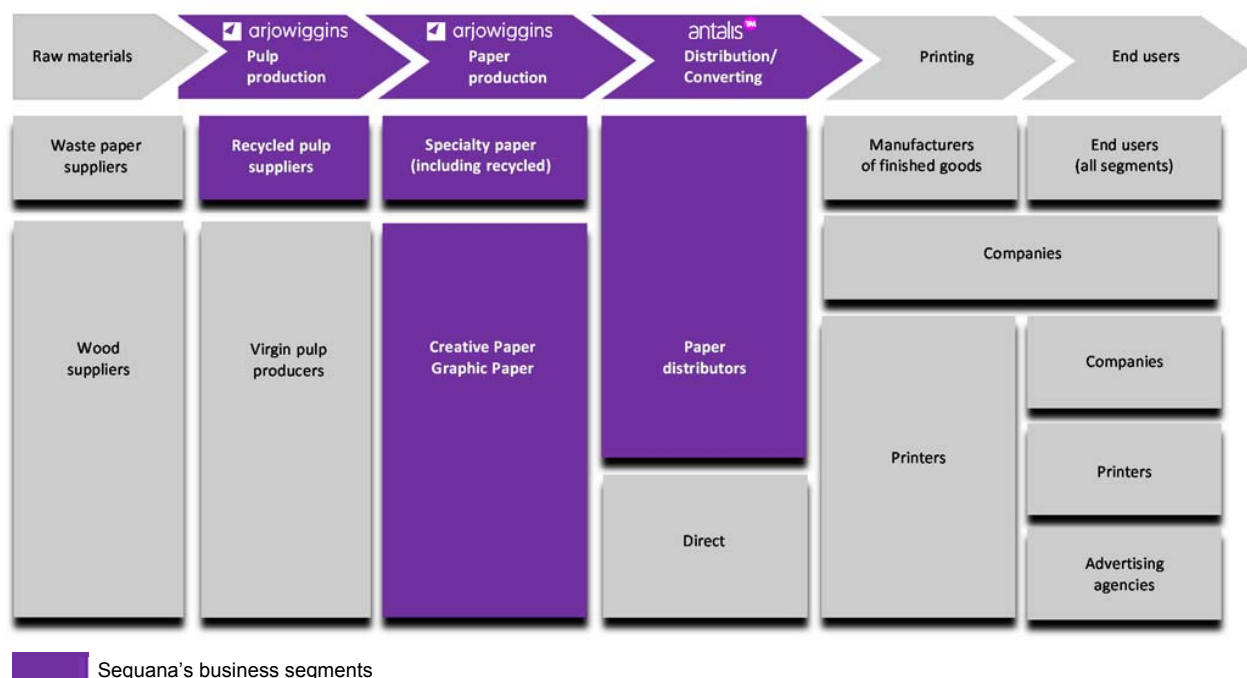 Raw materials
arjowiggins
Pulp
production
arjowiggins
Paper
production
antalis™
Distribution/
Converting
Printing
End users
Waste paper
suppliers
Recycled pulp
suppliers
Specialty paper
(including recycled)
Manufacturers
of finished goods
End users
(all segments)
Companies
Wood
suppliers
Virgin pulp
producers
Creative Paper
Graphic Paper
Paper
distributors
Companies
Printers
Printers
Direct
Advertising
agencies
Sequana's business segments